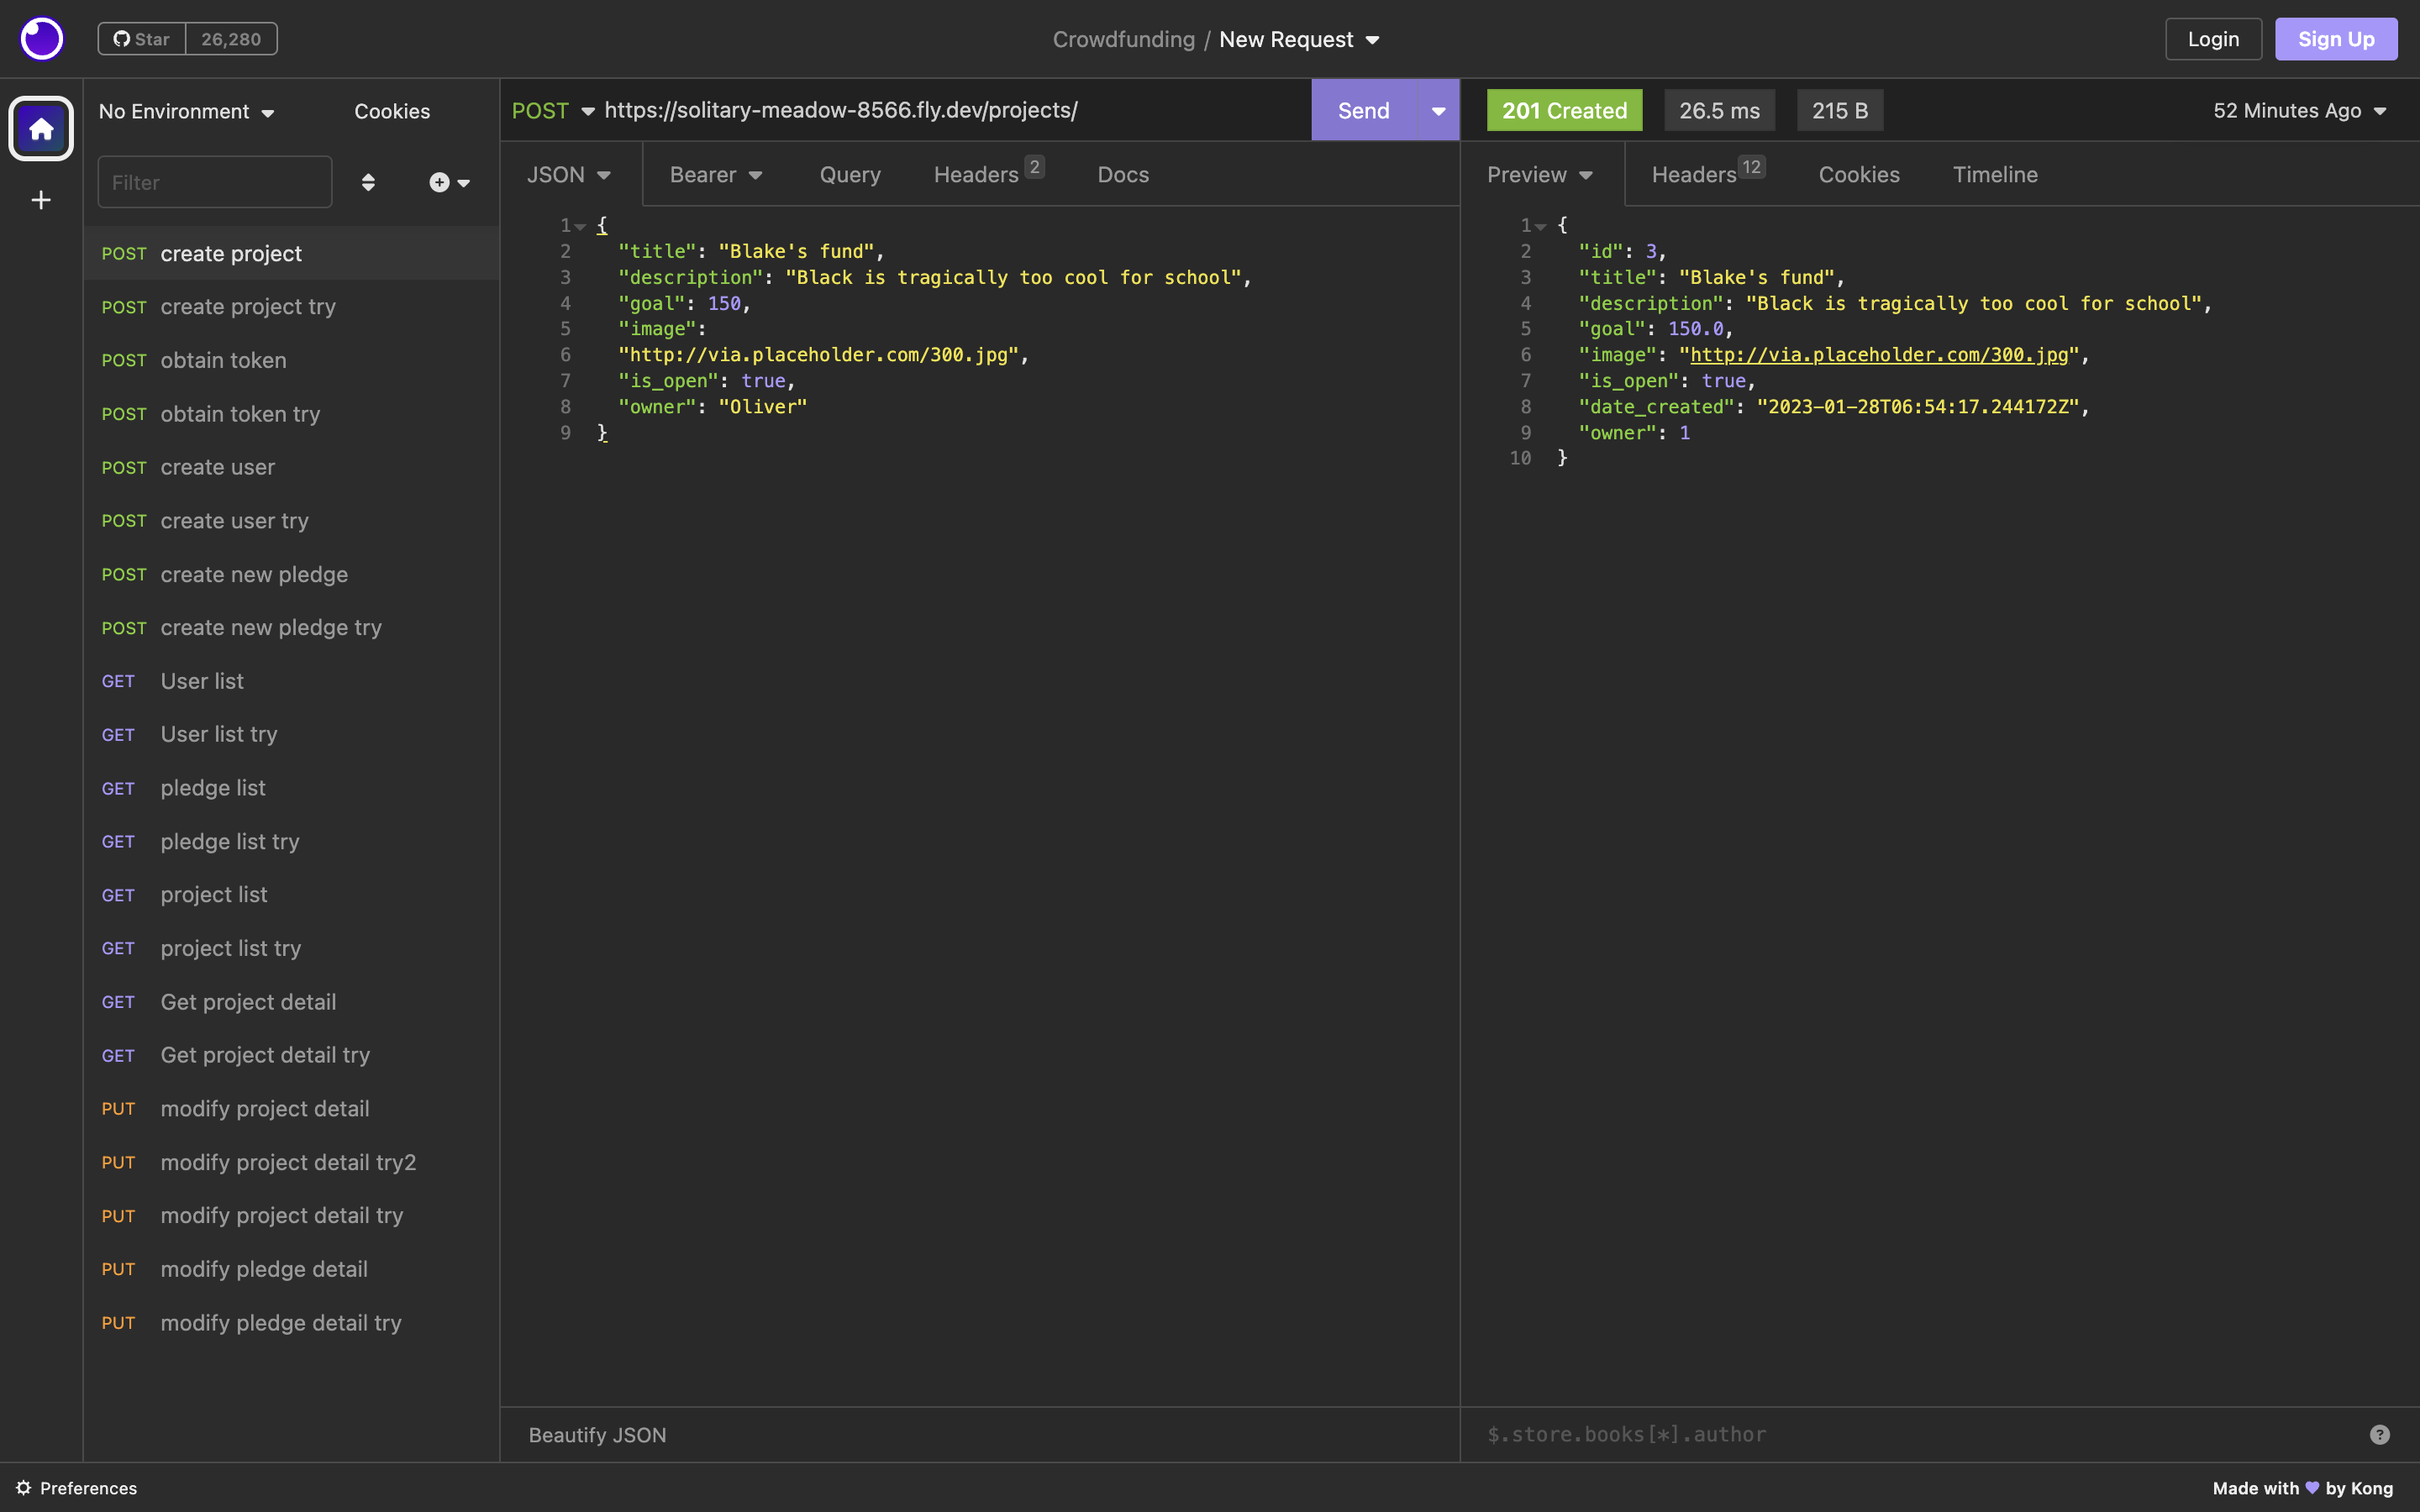 Star 26,280
Crowdfunding / New Request
Login
Sign Up
No Environment
Cookies
Filter
POST create project
POST create project try
POST obtain token
POST obtain token try
POST create user
POST create user try
POST create new pledge
POST create new pledge try
GET User list
GET User list try
GET pledge list
GET pledge list try
GET project list
GET project list try
GET Get project detail
GET Get project detail try
PUT modify project detail
PUT modify project detail try2
PUT modify project detail try
PUT modify pledge detail
PUT modify pledge detail try
Preferences
POST https://solitary-meadow-8566.fly.dev/projects/
Send
JSON
Bearer
Query
Headers 2
Docs
1 {
2 "title": "Blake's fund",
3 "description": "Black is tragically too cool for school",
4 "goal": 150,
5 "image":
6 "http://via.placeholder.com/300.jpg",
7 "is_open": true,
8 "owner": "Oliver"
9 }
Beautify JSON
201 Created
26.5 ms
215 B
52 Minutes Ago
Preview
Headers 12
Cookies
Timeline
1 {
2 "id": 3,
3 "title": "Blake's fund",
4 "description": "Black is tragically too cool for school",
5 "goal": 150.0,
6 "image": "http://via.placeholder.com/300.jpg",
7 "is_open": true,
8 "date_created": "2023-01-28T06:54:17.244172Z",
9 "owner": 1
10 }
$.store.books[*].author
?
Made with 💜 by Kong